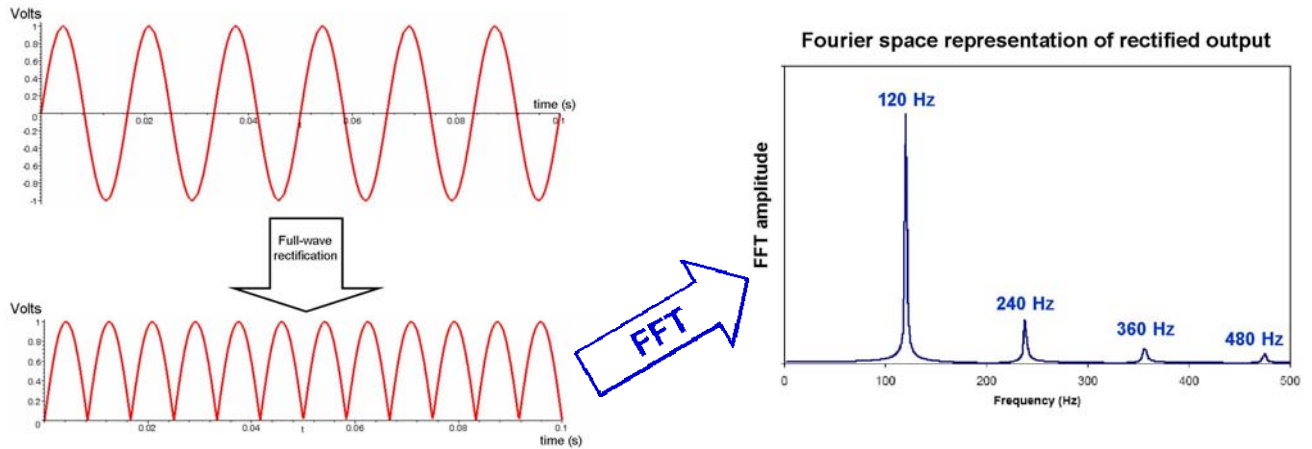 Volts
1
0.8
0.6
0.4
0.2
0
-0.2
-0.4
-0.6
-0.8
-1
0.02
0.04
t
0.06
0.08
0.1
time (s)
Full-wave
rectification
Volts
1
0.8
0.6
0.4
0.2
0
0.02
0.04
t
0.06
0.08
0.1
time (s)
FFT
Fourier space representation of rectified output
FFT amplitude
120 Hz
240 Hz
360 Hz
480 Hz
0
100
200
300
400
500
Frequency (Hz)